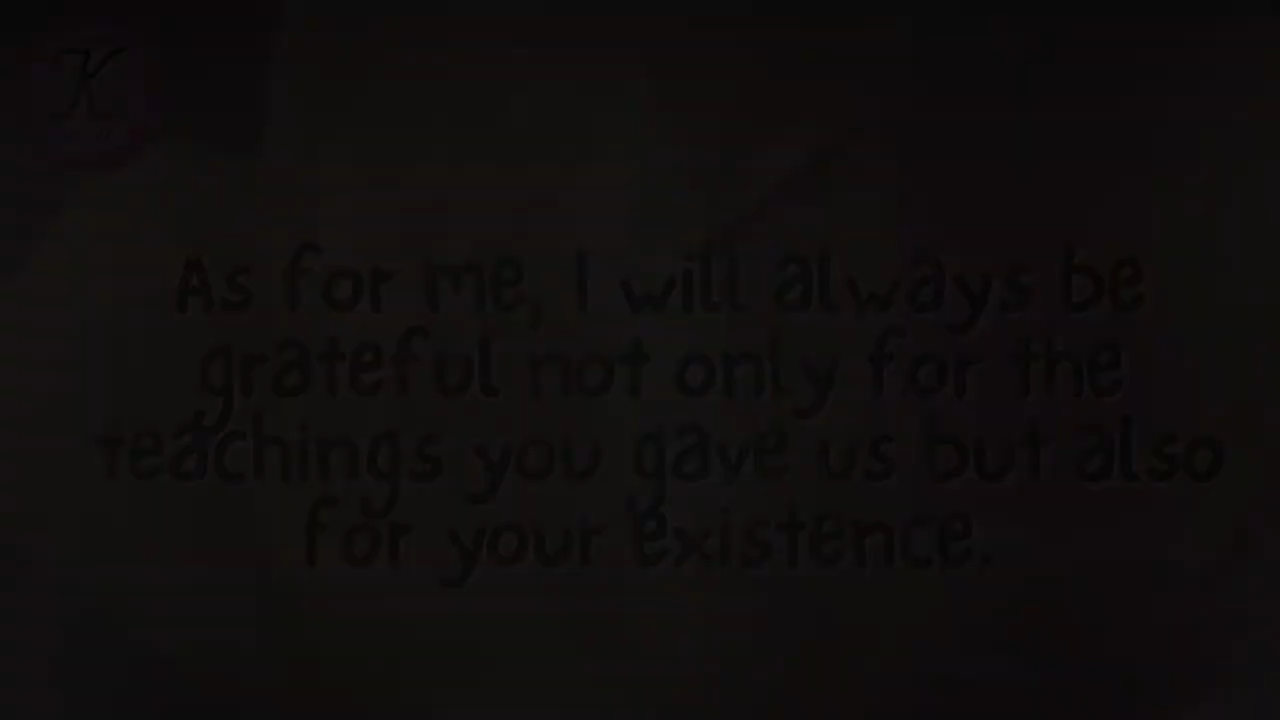 K
As for me, I will always be
grateful not only for the
teachings you gave us but also
for your existence.